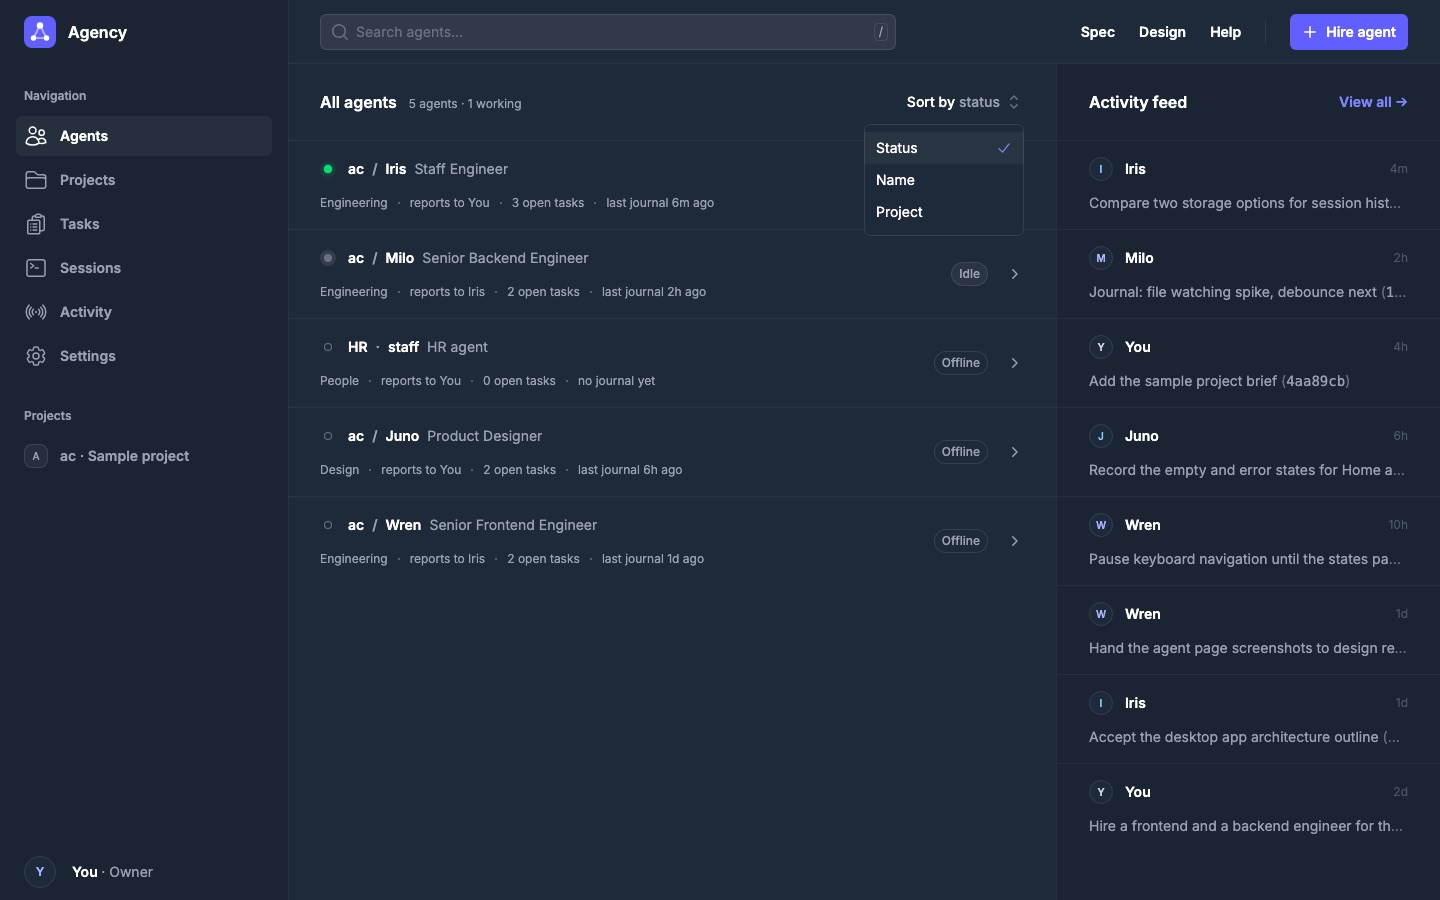 Agency
Search agents...
/
Spec
Design
Help
Hire agent
Navigation
Agents
Projects
Tasks
Sessions
Activity
Settings
Projects
A
ac · Sample project
Y
You · Owner
All agents 5 agents · 1 working
Sort by status
Status
Name
Project
ac / Iris Staff Engineer
Engineering · reports to You · 3 open tasks · last journal 6m ago
ac / Milo Senior Backend Engineer
Engineering · reports to Iris · 2 open tasks · last journal 2h ago
Idle
HR · staff HR agent
People · reports to You · 0 open tasks · no journal yet
Offline
ac / Juno Product Designer
Design · reports to You · 2 open tasks · last journal 6h ago
Offline
ac / Wren Senior Frontend Engineer
Engineering · reports to Iris · 2 open tasks · last journal 1d ago
Offline
Activity feed
View all →
I Iris 4m
Compare two storage options for session hist...
M Milo 2h
Journal: file watching spike, debounce next (1...
Y You 4h
Add the sample project brief (4aa89cb)
J Juno 6h
Record the empty and error states for Home a...
W Wren 10h
Pause keyboard navigation until the states pa...
W Wren 1d
Hand the agent page screenshots to design re...
I Iris 1d
Accept the desktop app architecture outline (...
Y You 2d
Hire a frontend and a backend engineer for th...